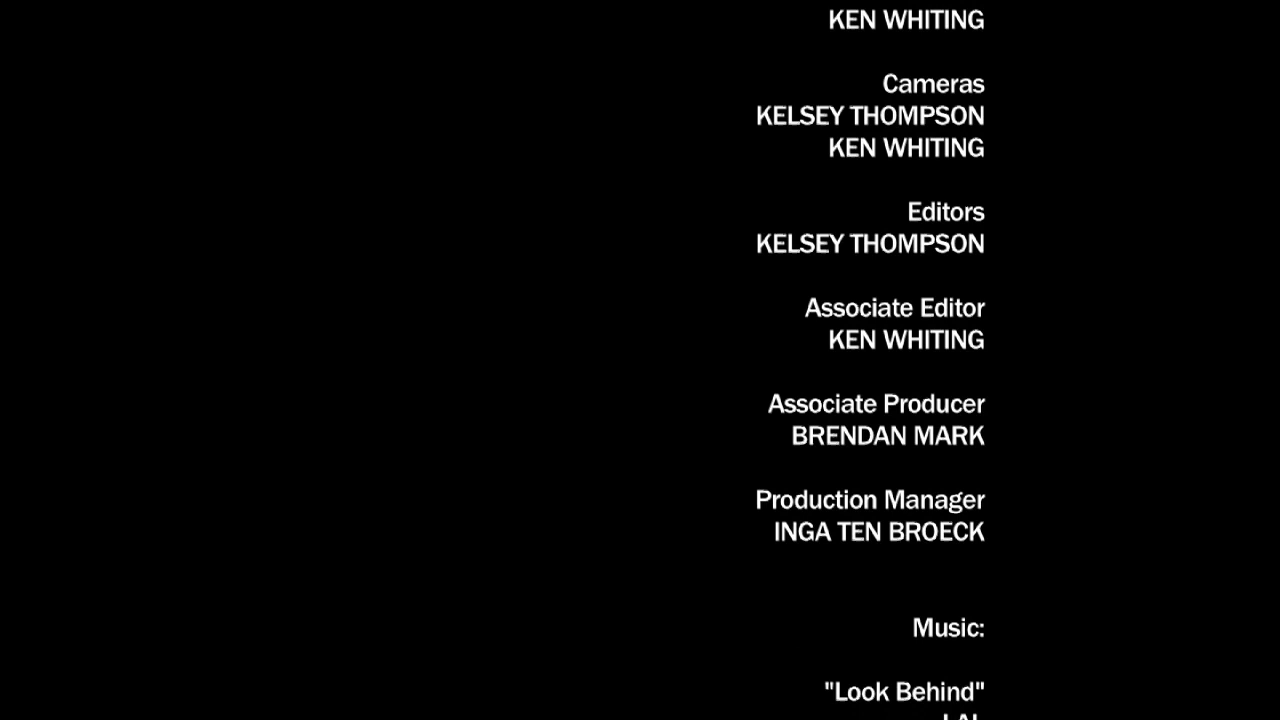 KEN WHITING
Cameras
KELSEY THOMPSON
KEN WHITING
Editors
KELSEY THOMPSON
Associate Editor
KEN WHITING
Associate Producer
BRENDAN MARK
Production Manager
INGA TEN BROECK
Music:
"Look Behind"